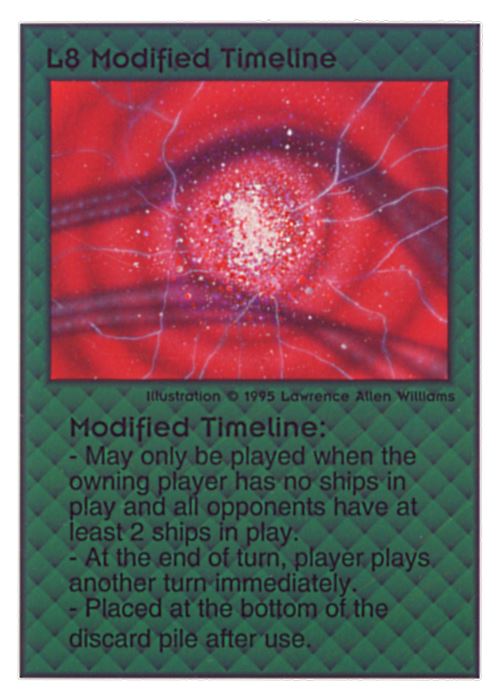 L8 Modified Timeline
Illustration © 1995 Lawrence Allen Williams
Modified Timeline:
- May only be played when the
owning player has no ships in
play and all opponents have at
least 2 ships in play.
- At the end of turn, player plays
another turn immediately.
- Placed at the bottom of the
discard pile after use.